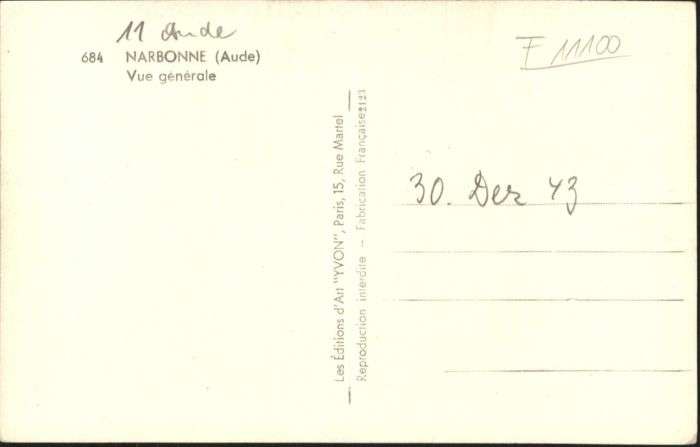 11 Aude
684 NARBONNE (Aude)
Vue générale
F 11100
Les Éditions d'Art "YVON", Paris, 15, Rue Martel
Reproduction interdite - Fabrication Française
30. Dez 43